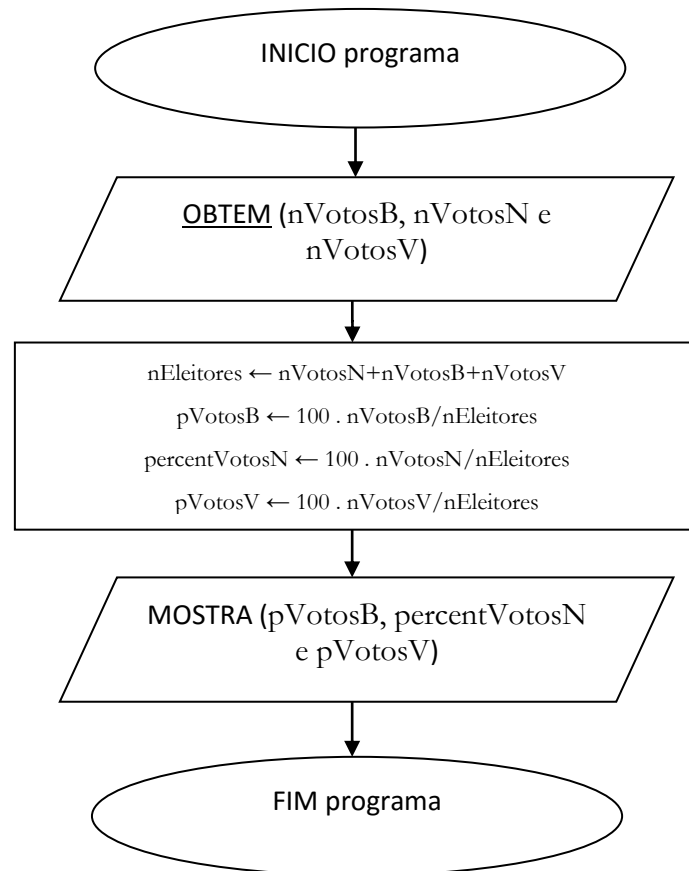 INICIO programa
OBTEM (nVotosB, nVotosN e
nVotosV)
nEleitores ← nVotosN+nVotosB+nVotosV
pVotosB ← 100 . nVotosB/nEleitores
percentVotosN ← 100 . nVotosN/nEleitores
pVotosV ← 100 . nVotosV/nEleitores
MOSTRA (pVotosB, percentVotosN
e pVotosV)
FIM programa